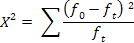 X² = ∑ (f₀ − fₜ)² / fₜ